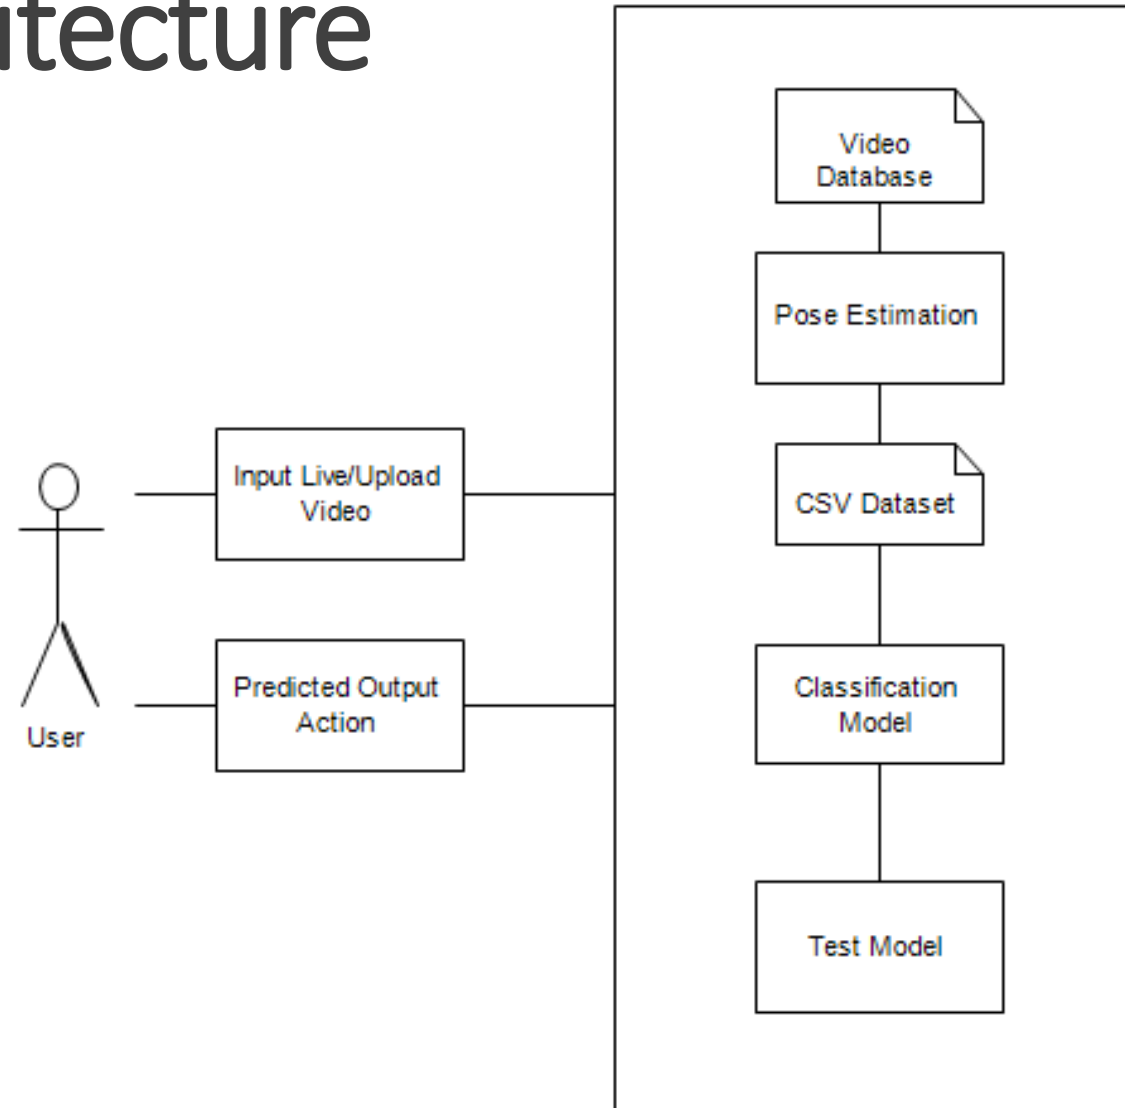 itecture
Video
Database
Pose Estimation
CSV Dataset
Classification
Model
Test Model
Input Live/Upload
Video
Predicted Output
Action
User